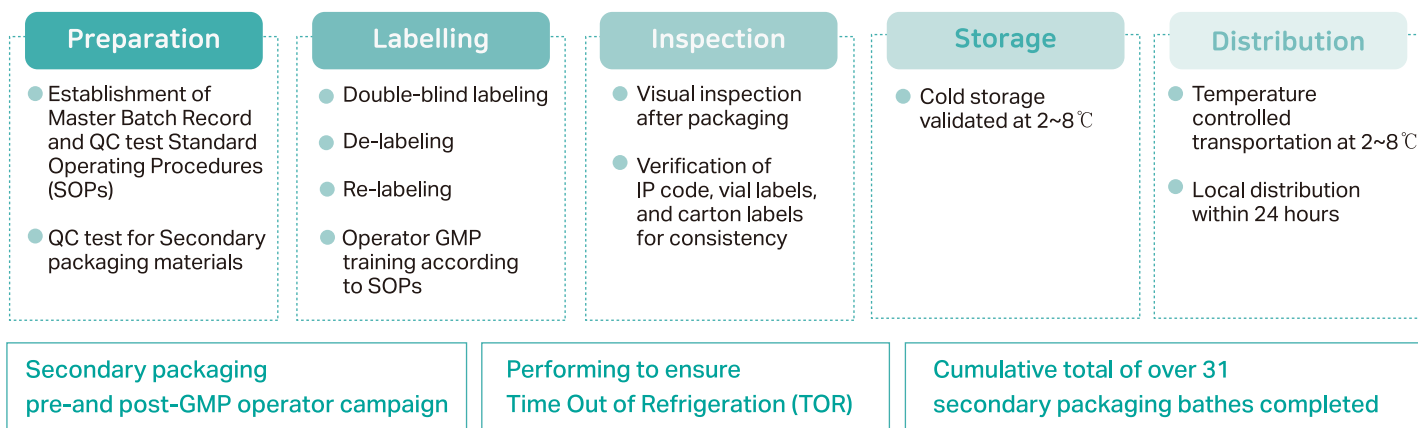 Preparation
Establishment of
Master Batch Record
and QC test Standard
Operating Procedures
(SOPs)
QC test for Secondary
packaging materials
Labelling
Double-blind labeling
De-labeling
Re-labeling
Operator GMP
training according
to SOPs
Inspection
Visual inspection
after packaging
Verification of
IP code, vial labels,
and carton labels
for consistency
Storage
Cold storage
validated at 2~8℃
Distribution
Temperature
controlled
transportation at 2~8℃
Local distribution
within 24 hours
Secondary packaging
pre-and post-GMP operator campaign
Performing to ensure
Time Out of Refrigeration (TOR)
Cumulative total of over 31
secondary packaging bathes completed